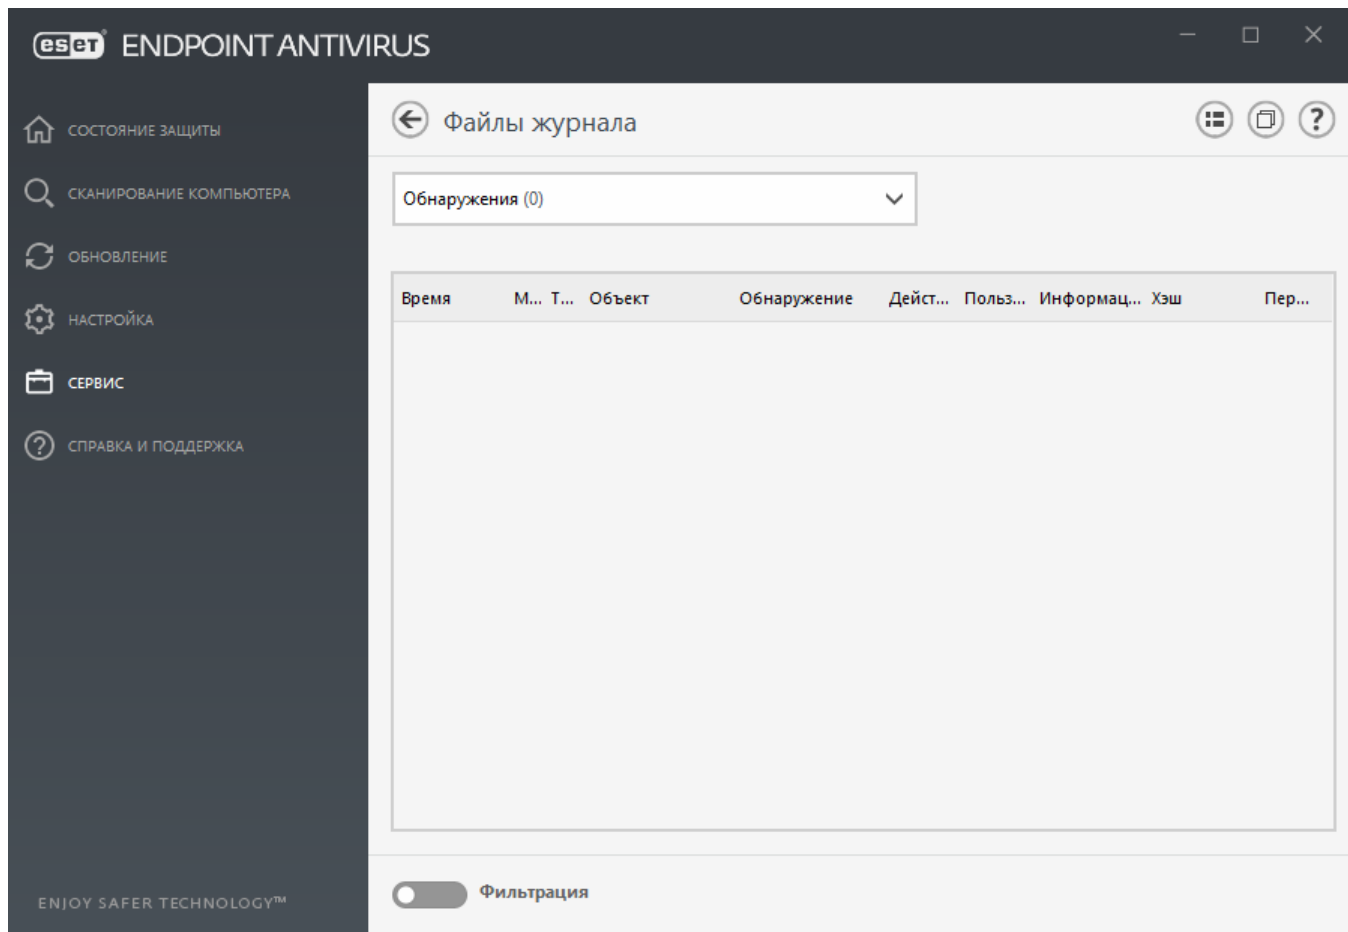 eset ENDPOINT ANTIVIRUS
СОСТОЯНИЕ ЗАЩИТЫ
СКАНИРОВАНИЕ КОМПЬЮТЕРА
ОБНОВЛЕНИЕ
НАСТРОЙКА
СЕРВИС
СПРАВКА И ПОДДЕРЖКА
ENJOY SAFER TECHNOLOGY™
Файлы журнала
Обнаружения (0)
Время М... Т... Объект Обнаружение Дейст... Польз... Информац... Хэш Пер...
Фильтрация